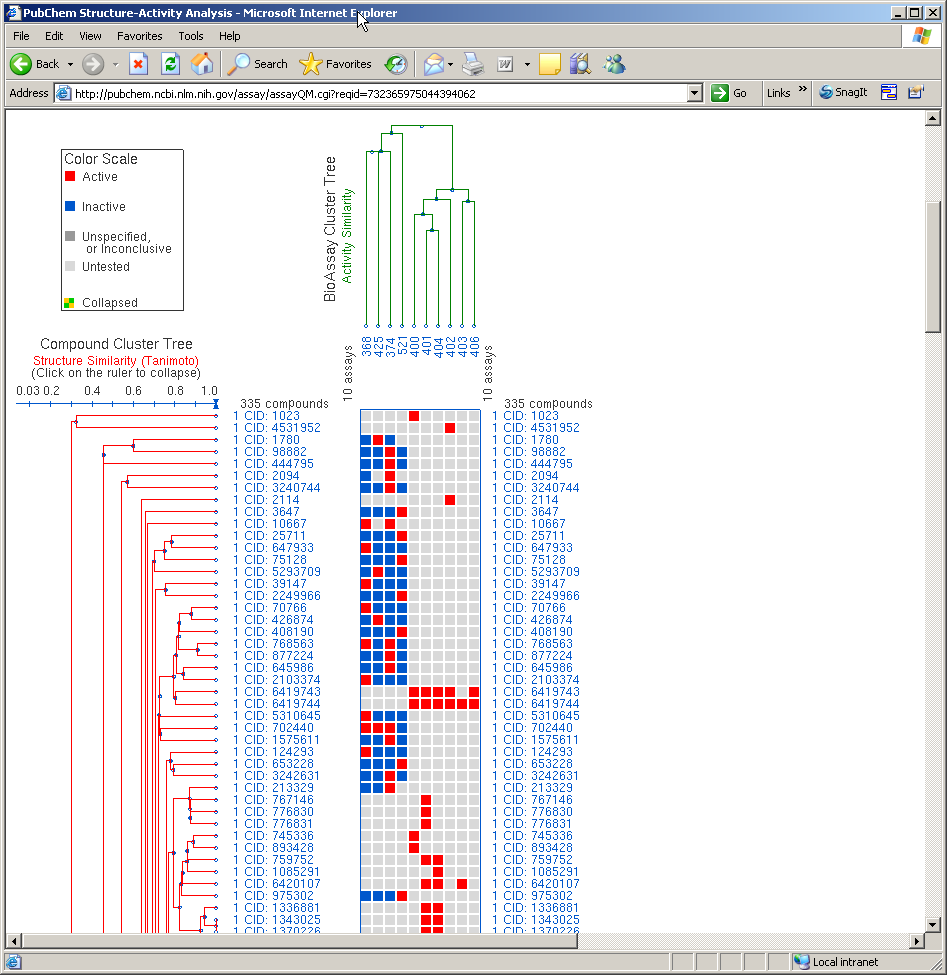 PubChem Structure-Activity Analysis - Microsoft Internet Explorer
File Edit View Favorites Tools Help
Back Search Favorites
Address http://pubchem.ncbi.nlm.nih.gov/assay/assayQM.cgi?reqid=732365975044394062 Go Links » SnagIt
Color Scale
Active
Inactive
Unspecified,
or Inconclusive
Untested
Collapsed
BioAssay Cluster Tree
Activity Similarity
Compound Cluster Tree
Structure Similarity (Tanimoto)
(Click on the ruler to collapse)
0.03 0.2 0.4 0.6 0.8 1.0
10 assays
368
425
374
521
400
401
404
402
403
406
10 assays
335 compounds 335 compounds
1 CID: 1023 1 CID: 1023
1 CID: 4531952 1 CID: 4531952
1 CID: 1780 1 CID: 1780
1 CID: 98882 1 CID: 98882
1 CID: 444795 1 CID: 444795
1 CID: 2094 1 CID: 2094
1 CID: 3240744 1 CID: 3240744
1 CID: 2114 1 CID: 2114
1 CID: 3647 1 CID: 3647
1 CID: 10667 1 CID: 10667
1 CID: 25711 1 CID: 25711
1 CID: 647933 1 CID: 647933
1 CID: 75128 1 CID: 75128
1 CID: 5293709 1 CID: 5293709
1 CID: 39147 1 CID: 39147
1 CID: 2249966 1 CID: 2249966
1 CID: 70766 1 CID: 70766
1 CID: 426874 1 CID: 426874
1 CID: 408190 1 CID: 408190
1 CID: 768563 1 CID: 768563
1 CID: 877224 1 CID: 877224
1 CID: 645986 1 CID: 645986
1 CID: 2103374 1 CID: 2103374
1 CID: 6419743 1 CID: 6419743
1 CID: 6419744 1 CID: 6419744
1 CID: 5310645 1 CID: 5310645
1 CID: 702440 1 CID: 702440
1 CID: 1575611 1 CID: 1575611
1 CID: 124293 1 CID: 124293
1 CID: 653228 1 CID: 653228
1 CID: 3242631 1 CID: 3242631
1 CID: 213329 1 CID: 213329
1 CID: 767146 1 CID: 767146
1 CID: 776830 1 CID: 776830
1 CID: 776831 1 CID: 776831
1 CID: 745336 1 CID: 745336
1 CID: 893428 1 CID: 893428
1 CID: 759752 1 CID: 759752
1 CID: 1085291 1 CID: 1085291
1 CID: 6420107 1 CID: 6420107
1 CID: 975302 1 CID: 975302
1 CID: 1336881 1 CID: 1336881
1 CID: 1343025 1 CID: 1343025
1 CID: 1370226 1 CID: 1370226
Local intranet